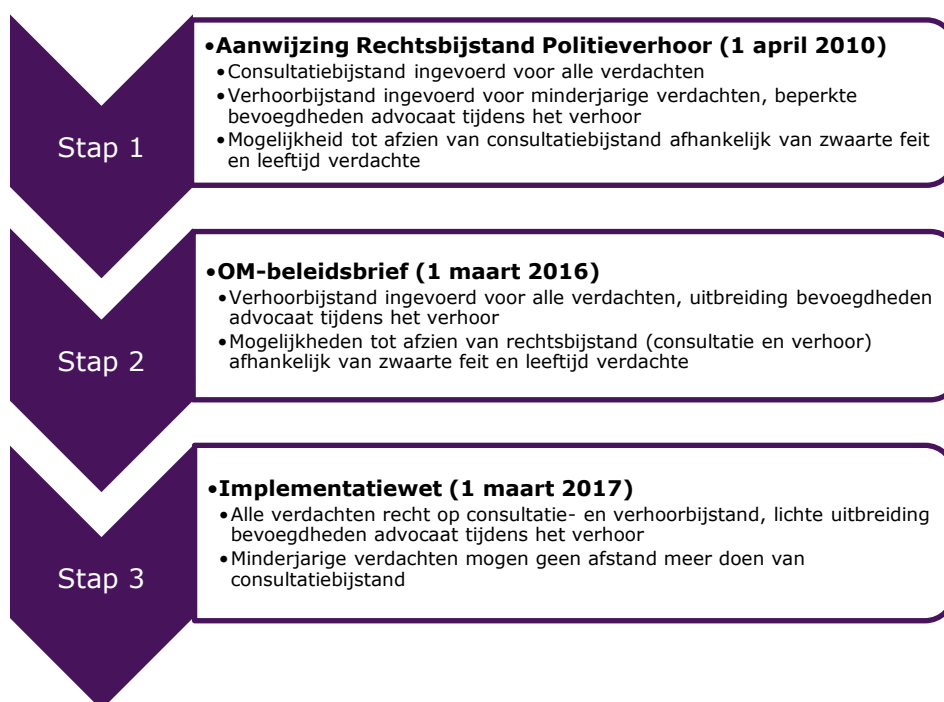 Stap 1
•Aanwijzing Rechtsbijstand Politieverhoor (1 april 2010)
•Consultatiebijstand ingevoerd voor alle verdachten
•Verhoorbijstand ingevoerd voor minderjarige verdachten, beperkte
bevoegdheden advocaat tijdens het verhoor
•Mogelijkheid tot afzien van consultatiebijstand afhankelijk van zwaarte feit
en leeftijd verdachte
Stap 2
•OM-beleidsbrief (1 maart 2016)
•Verhoorbijstand ingevoerd voor alle verdachten, uitbreiding bevoegdheden
advocaat tijdens het verhoor
•Mogelijkheden tot afzien van rechtsbijstand (consultatie en verhoor)
afhankelijk van zwaarte feit en leeftijd verdachte
Stap 3
•Implementatiewet (1 maart 2017)
•Alle verdachten recht op consultatie- en verhoorbijstand, lichte uitbreiding
bevoegdheden advocaat tijdens het verhoor
•Minderjarige verdachten mogen geen afstand meer doen van
consultatiebijstand